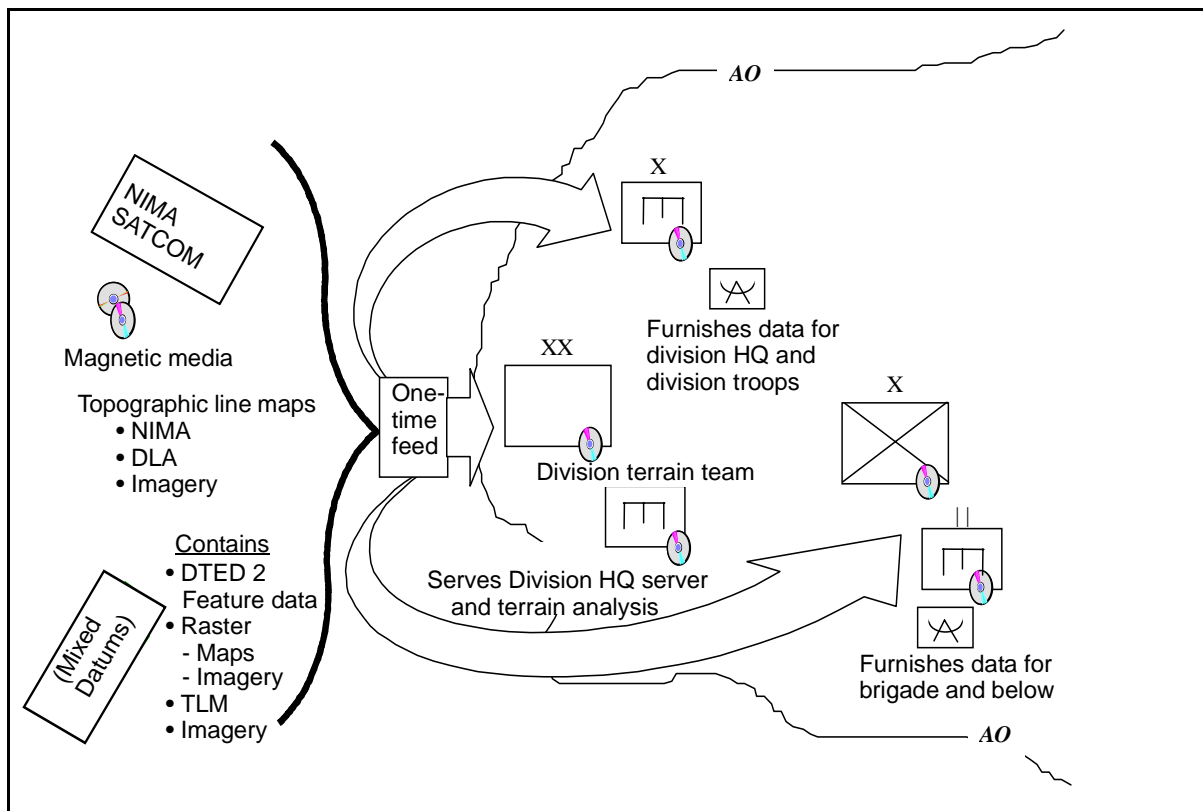 AO
NIMA
SATCOM
Magnetic media
Topographic line maps
• NIMA
• DLA
• Imagery
Contains
• DTED 2
Feature data
• Raster
- Maps
- Imagery
• TLM
• Imagery
(Mixed
Datums)
One-
time
feed
X
Furnishes data for
division HQ and
division troops
XX
Division terrain team
Serves Division HQ server
and terrain analysis
X
||
Furnishes data for
brigade and below
AO